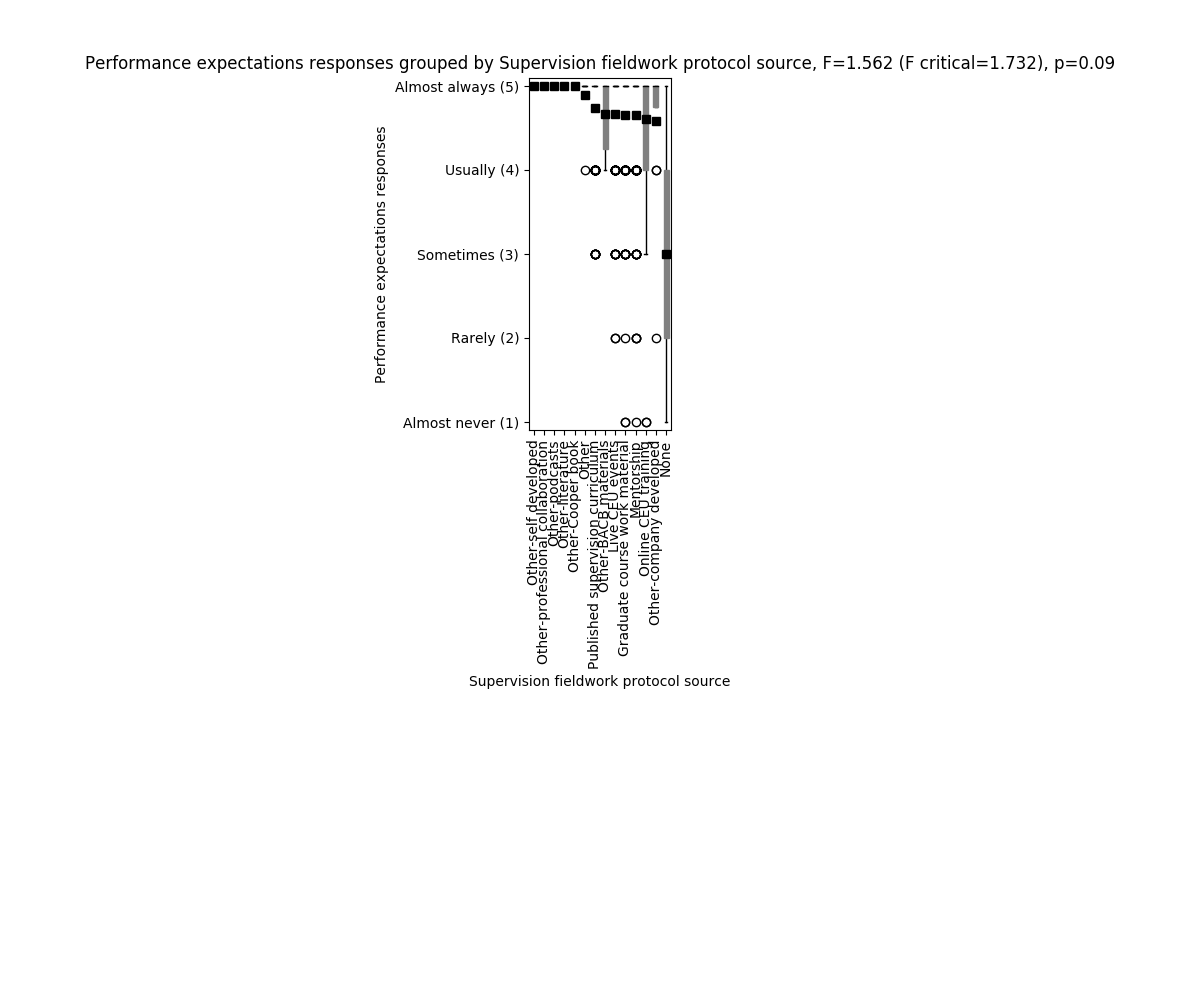 Performance expectations responses grouped by Supervision fieldwork protocol source, F=1.562 (F critical=1.732), p=0.09
Performance expectations responses
Almost always (5)
Usually (4)
Sometimes (3)
Rarely (2)
Almost never (1)
Other-self developed
Other-professional collaboration
Other-podcasts
Other-literature
Other-Cooper book
Other
Published supervision curriculum
Other-BACB materials
Live CEU events
Graduate course work material
Mentorship
Online CEU training
Other-company developed
None
Supervision fieldwork protocol source